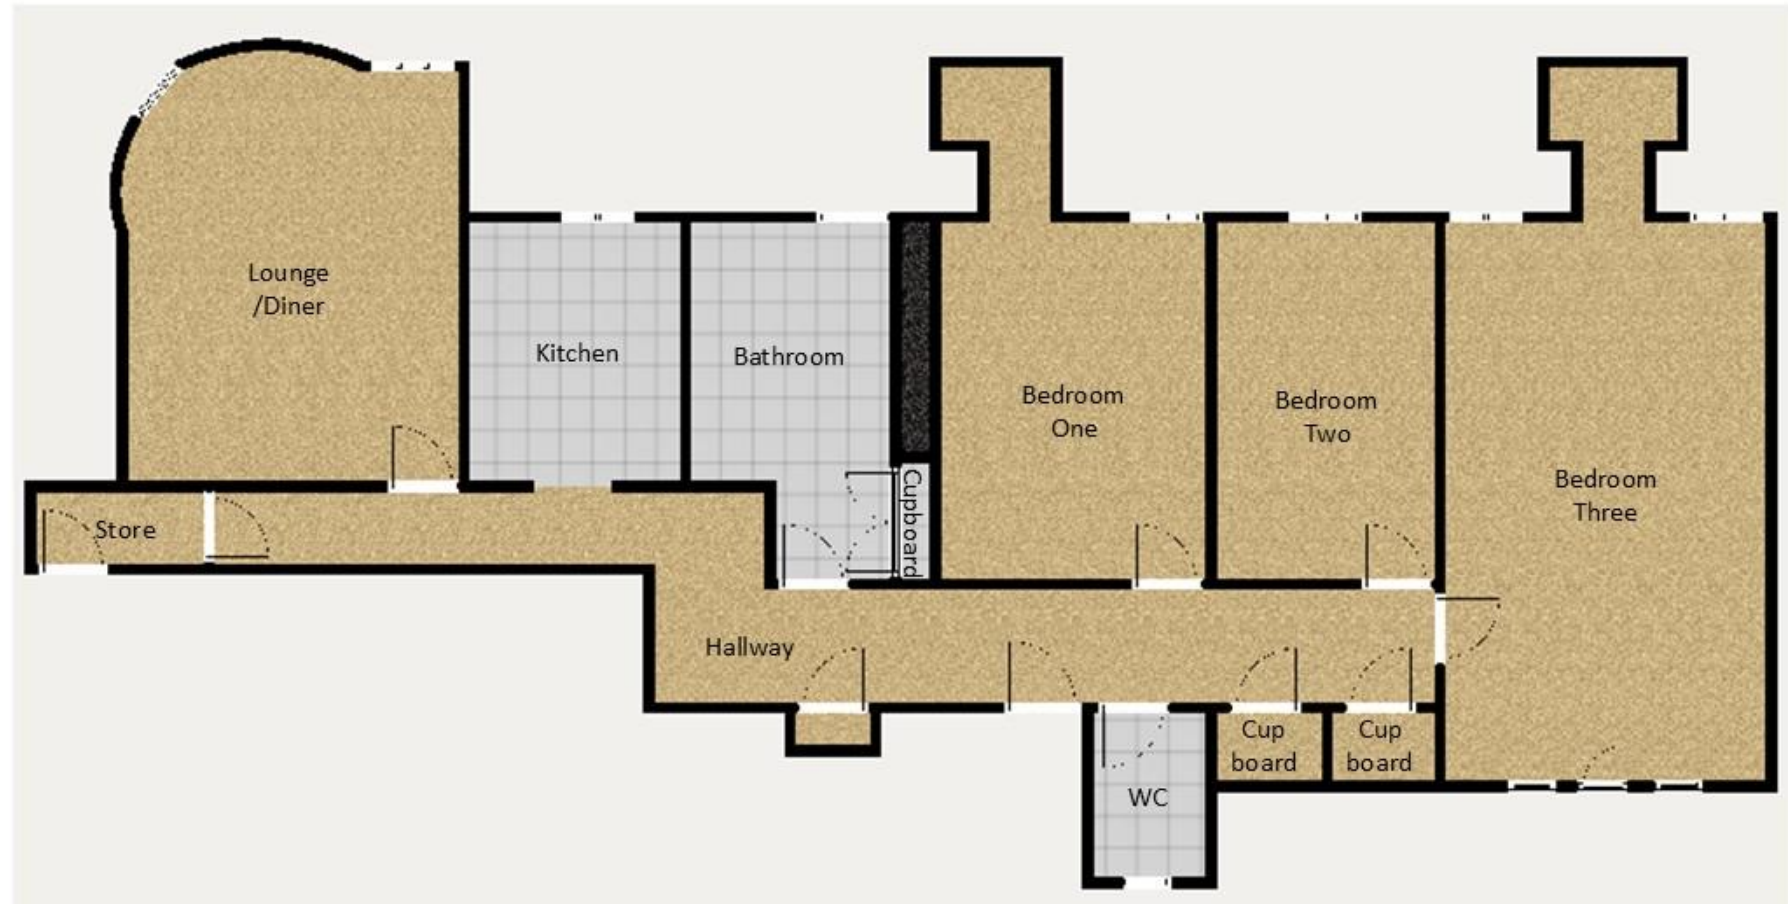 Lounge
/Diner
Kitchen
Bathroom
Cupboard
Bedroom
One
Bedroom
Two
Bedroom
Three
Store
Hallway
WC
Cup
board
Cup
board